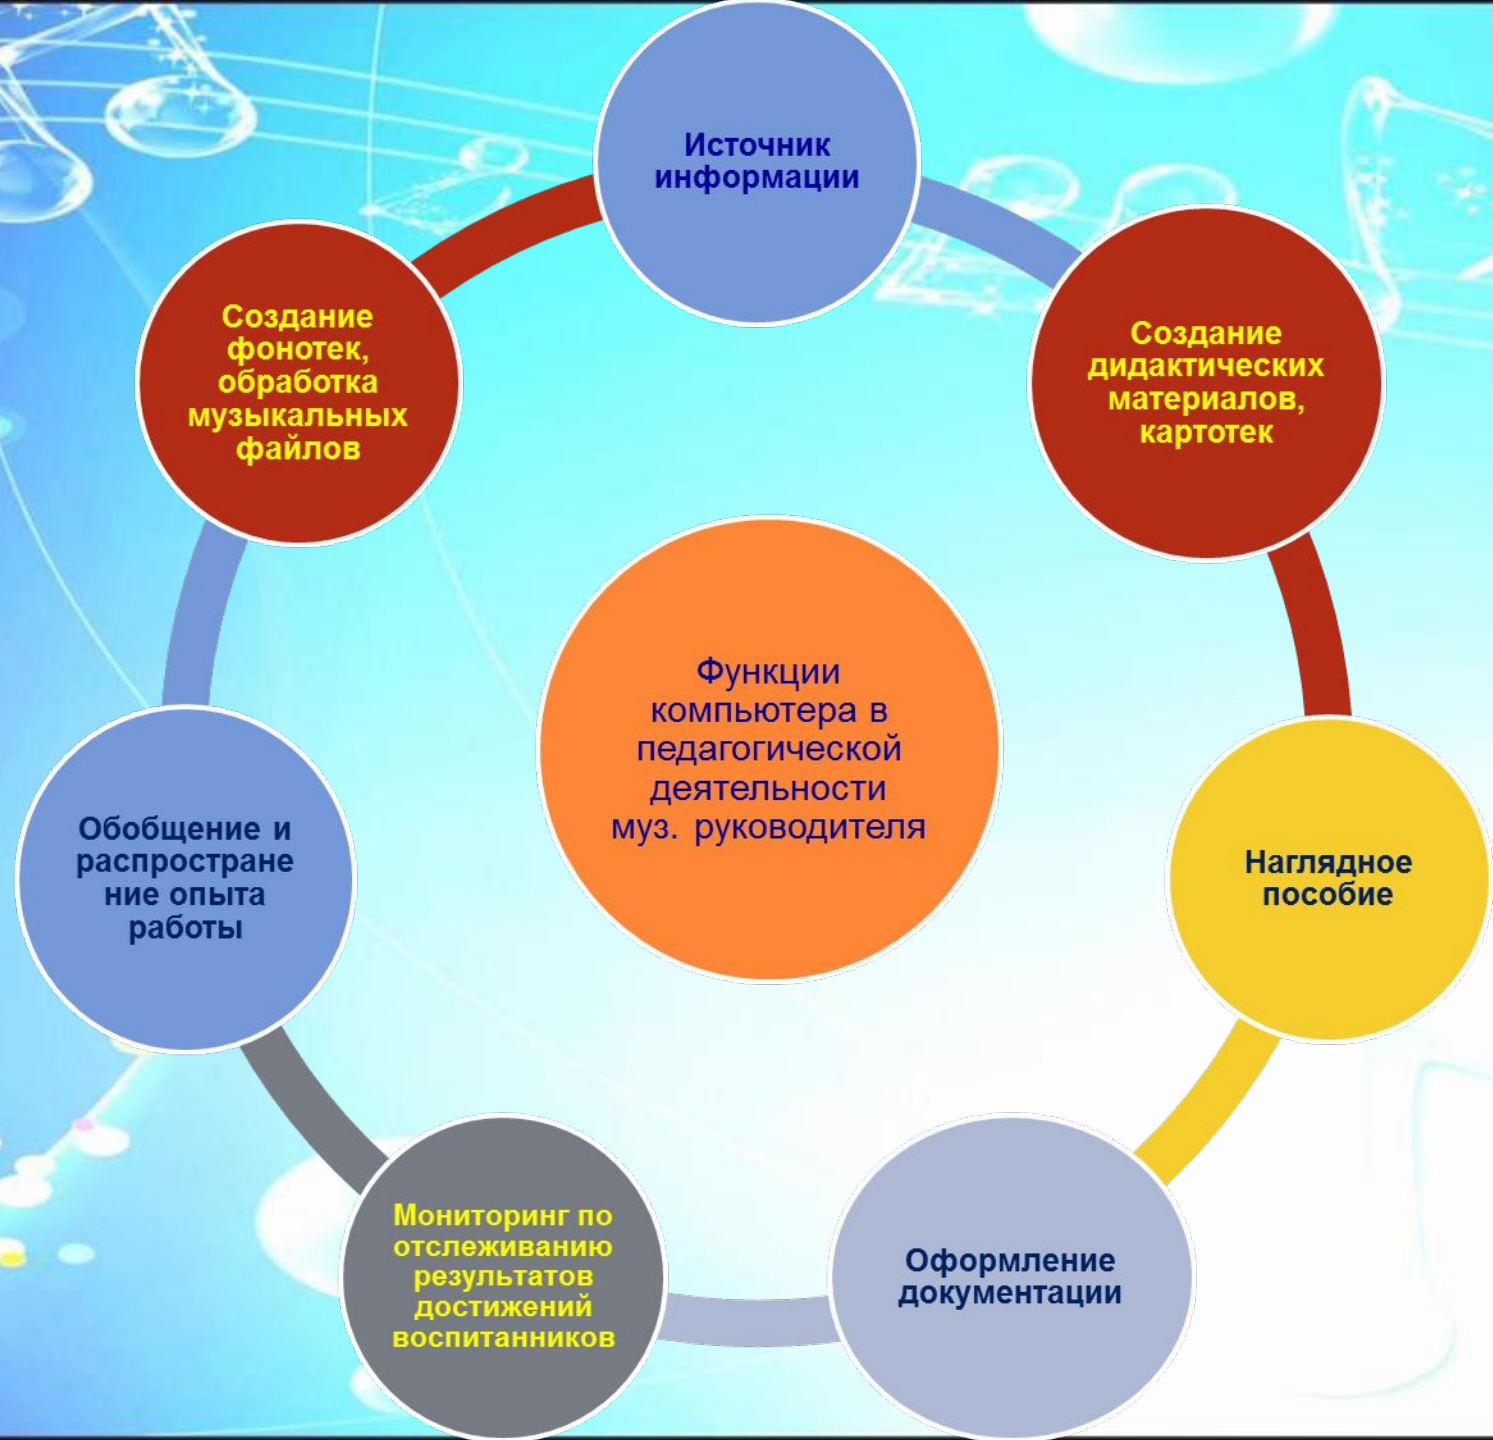 Источник
информации
Создание
дидактических
материалов,
картотек
Наглядное
пособие
Оформление
документации
Мониторинг по
отслеживанию
результатов
достижений
воспитанников
Обобщение и
распростране
ние опыта
работы
Создание
фонотек,
обработка
музыкальных
файлов
Функции
компьютера в
педагогической
деятельности
муз. руководителя